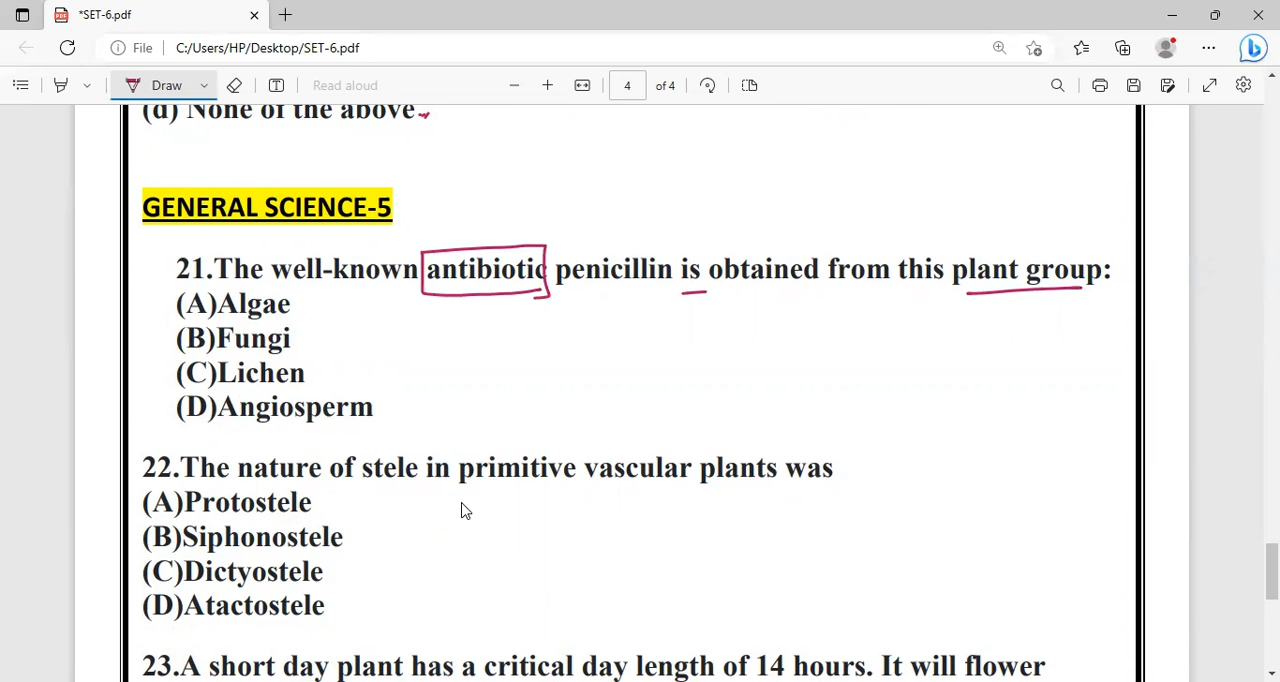 *SET-6.pdf
File C:/Users/HP/Desktop/SET-6.pdf
Draw Read aloud 4 of 4
(d) None of the above
GENERAL SCIENCE-5
21.The well-known antibiotic penicillin is obtained from this plant group:
(A)Algae
(B)Fungi
(C)Lichen
(D)Angiosperm
22.The nature of stele in primitive vascular plants was
(A)Protostele
(B)Siphonostele
(C)Dictyostele
(D)Atactostele
23.A short day plant has a critical day length of 14 hours. It will flower